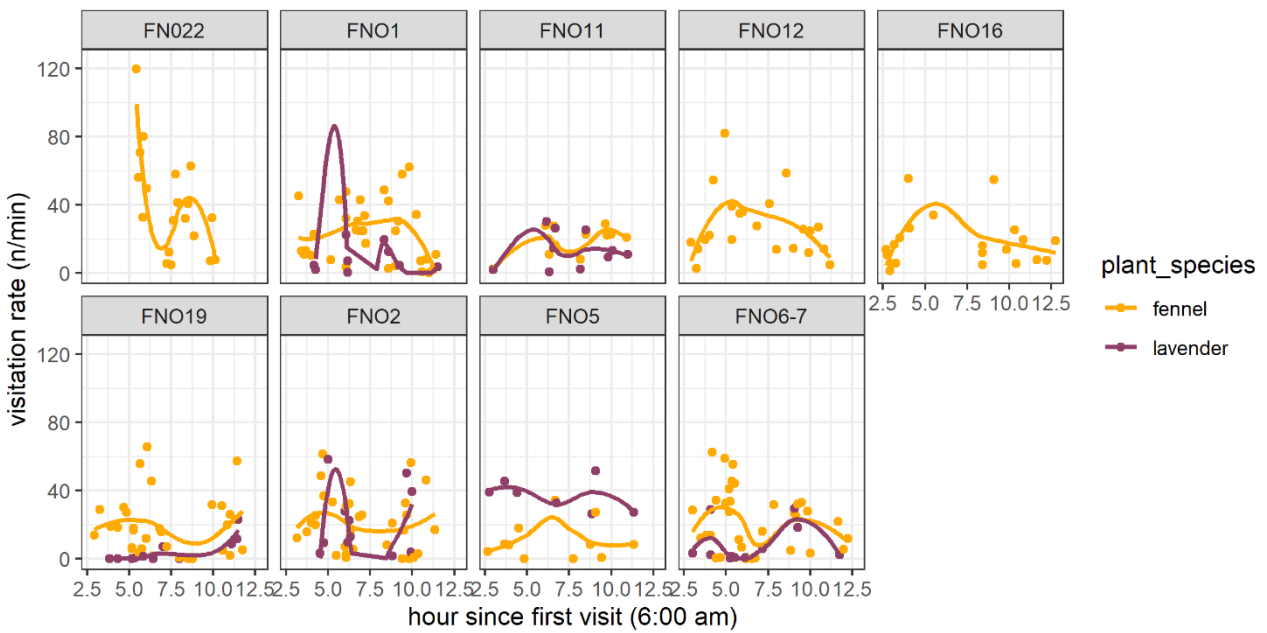 FN022 FNO1 FNO11 FNO12 FNO16
120
80
40
0
2.5 5.0 7.5 10.0 12.5
FNO19 FNO2 FNO5 FNO6-7
120
80
40
0
2.5 5.0 7.5 10.0 12.5 2.5 5.0 7.5 10.0 12.5 2.5 5.0 7.5 10.0 12.5 2.5 5.0 7.5 10.0 12.5
hour since first visit (6:00 am)
visitation rate (n/min)
plant_species
fennel
lavender